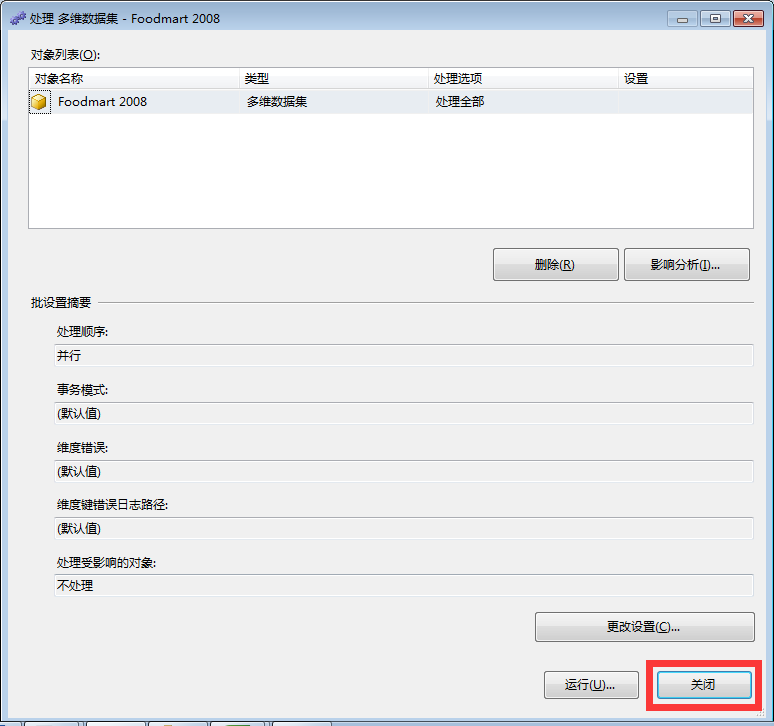 处理 多维数据集 - Foodmart 2008
对象列表(O):
对象名称 类型 处理选项 设置
Foodmart 2008 多维数据集 处理全部
删除(R) 影响分析(I)...
批设置摘要
处理顺序:
并行
事务模式:
(默认值)
维度错误:
(默认值)
维度键错误日志路径:
(默认值)
处理受影响的对象:
不处理
更改设置(C)...
运行(U)... 关闭